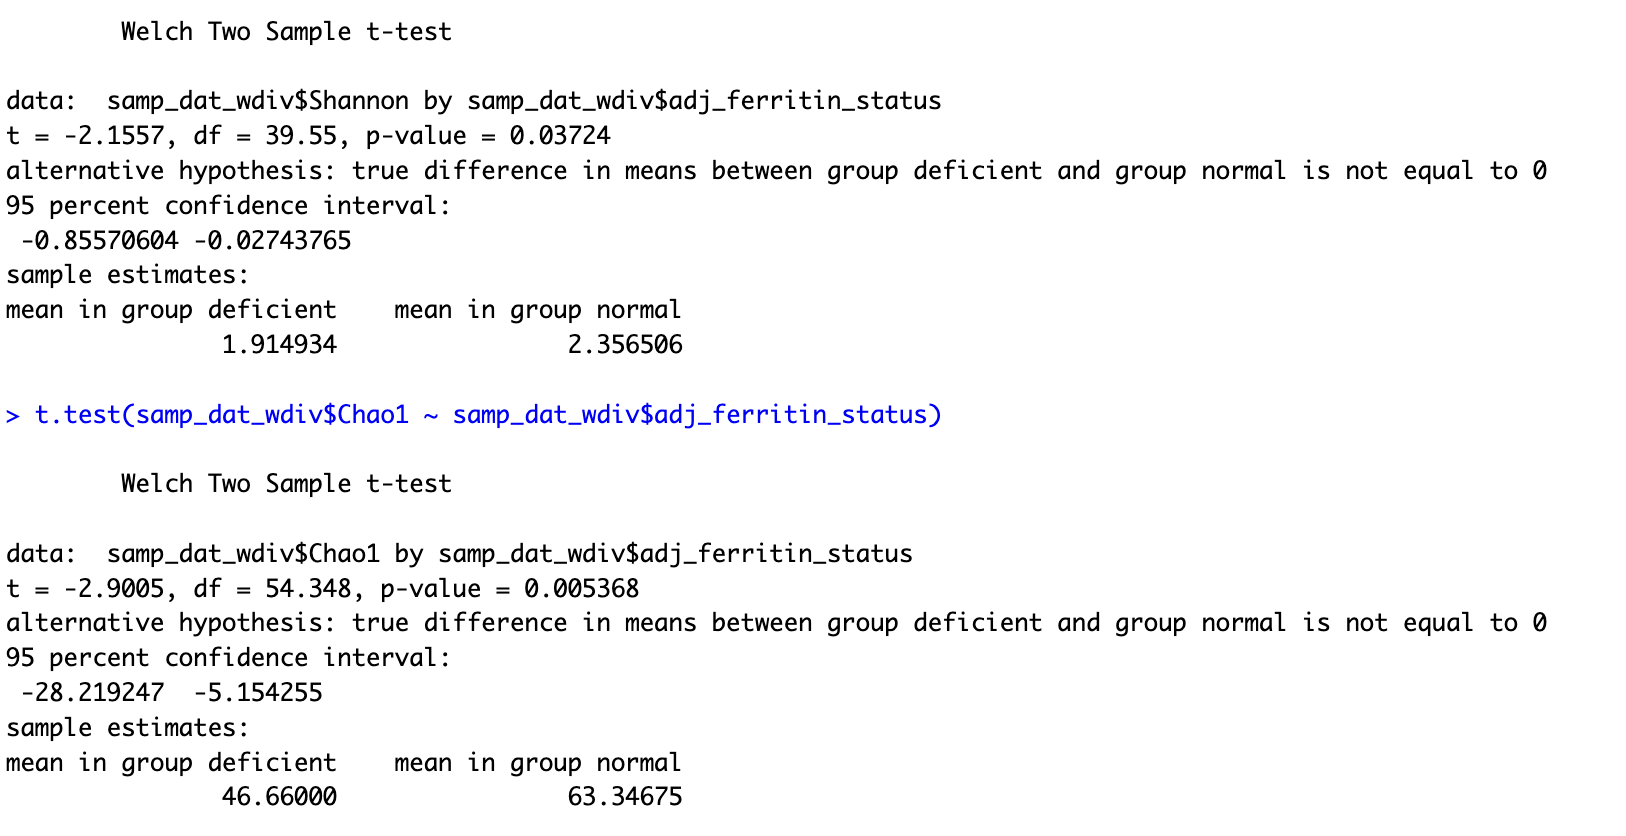 Welch Two Sample t-test
data:  samp_dat_wdiv$Shannon by samp_dat_wdiv$adj_ferritin_status
t = -2.1557, df = 39.55, p-value = 0.03724
alternative hypothesis: true difference in means between group deficient and group normal is not equal to 0
95 percent confidence interval:
 -0.85570604 -0.02743765
sample estimates:
mean in group deficient    mean in group normal
               1.914934                2.356506
> t.test(samp_dat_wdiv$Chao1 ~ samp_dat_wdiv$adj_ferritin_status)
Welch Two Sample t-test
data:  samp_dat_wdiv$Chao1 by samp_dat_wdiv$adj_ferritin_status
t = -2.9005, df = 54.348, p-value = 0.005368
alternative hypothesis: true difference in means between group deficient and group normal is not equal to 0
95 percent confidence interval:
 -28.219247  -5.154255
sample estimates:
mean in group deficient    mean in group normal
               46.66000                63.34675